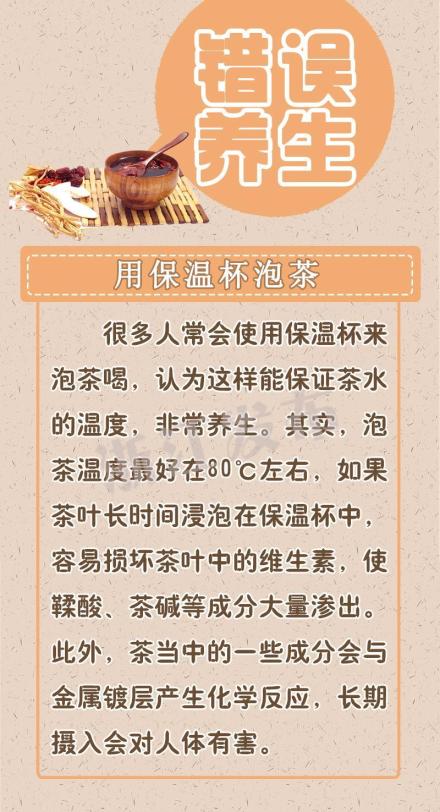 错误
养生
用保温杯泡茶
很多人常会使用保温杯来
泡茶喝，认为这样能保证茶水
的温度，非常养生。其实，泡
茶温度最好在80℃左右，如果
茶叶长时间浸泡在保温杯中，
容易损坏茶叶中的维生素，使
鞣酸、茶碱等成分大量渗出。
此外，茶当中的一些成分会与
金属镀层产生化学反应，长期
摄入会对人体有害。
浙江发布